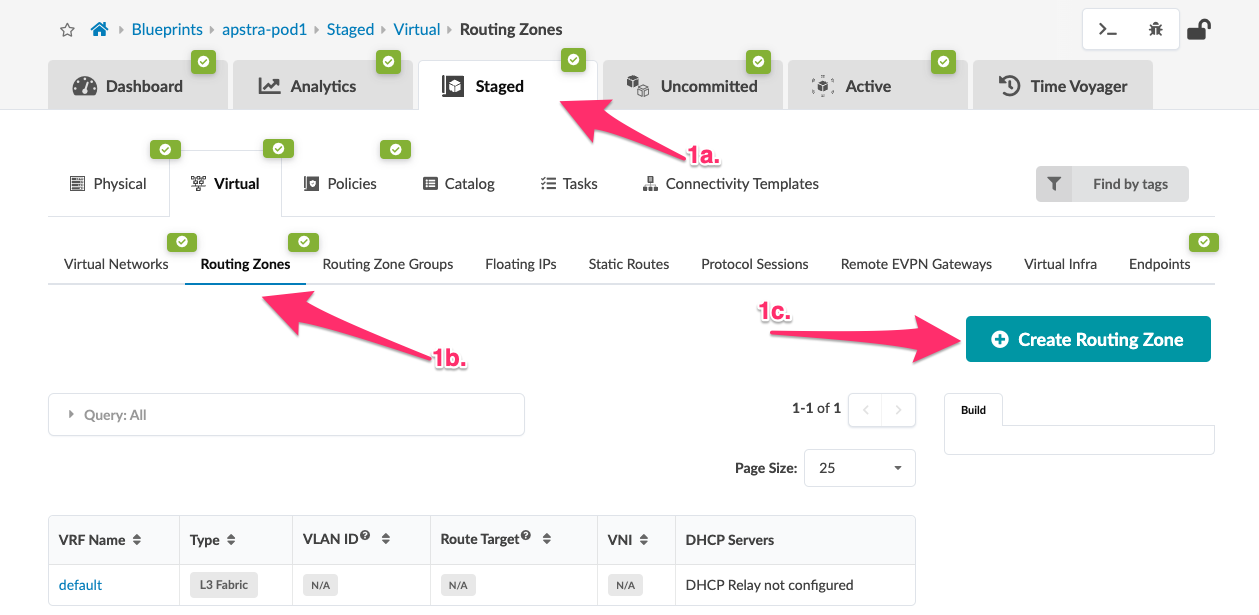 Blueprints apstra-pod1 Staged Virtual Routing Zones
>_
Dashboard Analytics Staged Uncommitted Active Time Voyager
1a.
Physical Virtual Policies Catalog Tasks Connectivity Templates Find by tags
Virtual Networks Routing Zones Routing Zone Groups Floating IPs Static Routes Protocol Sessions Remote EVPN Gateways Virtual Infra Endpoints
1c.
Create Routing Zone
1b.
Query: All
1-1 of 1
Build
Page Size: 25
VRF Name Type VLAN ID? Route Target? VNI DHCP Servers
default L3 Fabric N/A N/A N/A DHCP Relay not configured